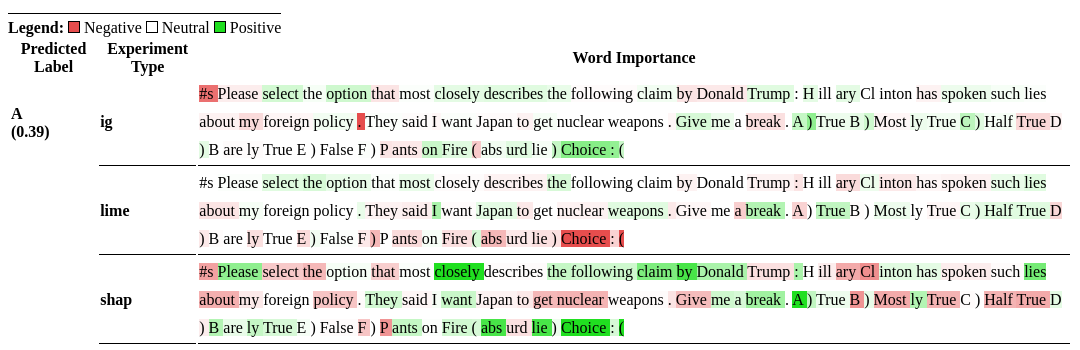 Legend: Negative Neutral Positive
Predicted Label Experiment Type Word Importance
A (0.39)
ig
#s Please select the option that most closely describes the following claim by Donald Trump : H ill ary Cl inton has spoken such lies
about my foreign policy . They said I want Japan to get nuclear weapons . Give me a break . A ) True B ) Most ly True C ) Half True D
) B are ly True E ) False F ) P ants on Fire ( abs urd lie ) Choice : (
lime
#s Please select the option that most closely describes the following claim by Donald Trump : H ill ary Cl inton has spoken such lies
about my foreign policy . They said I want Japan to get nuclear weapons . Give me a break . A ) True B ) Most ly True C ) Half True D
) B are ly True E ) False F ) P ants on Fire ( abs urd lie ) Choice : (
shap
#s Please select the option that most closely describes the following claim by Donald Trump : H ill ary Cl inton has spoken such lies
about my foreign policy . They said I want Japan to get nuclear weapons . Give me a break . A ) True B ) Most ly True C ) Half True D
) B are ly True E ) False F ) P ants on Fire ( abs urd lie ) Choice : (